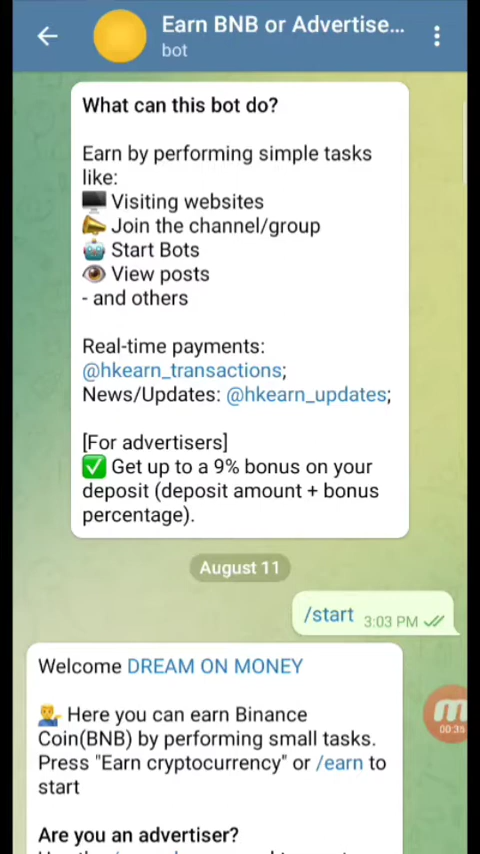 Earn BNB or Advertise...
bot
What can this bot do?
Earn by performing simple tasks
like:
🖥️ Visiting websites
📣 Join the channel/group
🤖 Start Bots
👁️ View posts
- and others
Real-time payments:
@hkearn_transactions;
News/Updates: @hkearn_updates;
[For advertisers]
✅ Get up to a 9% bonus on your
deposit (deposit amount + bonus
percentage).
August 11
/start 3:03 PM
Welcome DREAM ON MONEY
💁‍♂️ Here you can earn Binance
Coin(BNB) by performing small tasks.
Press "Earn cryptocurrency" or /earn to
start
00:35
Are you an advertiser?